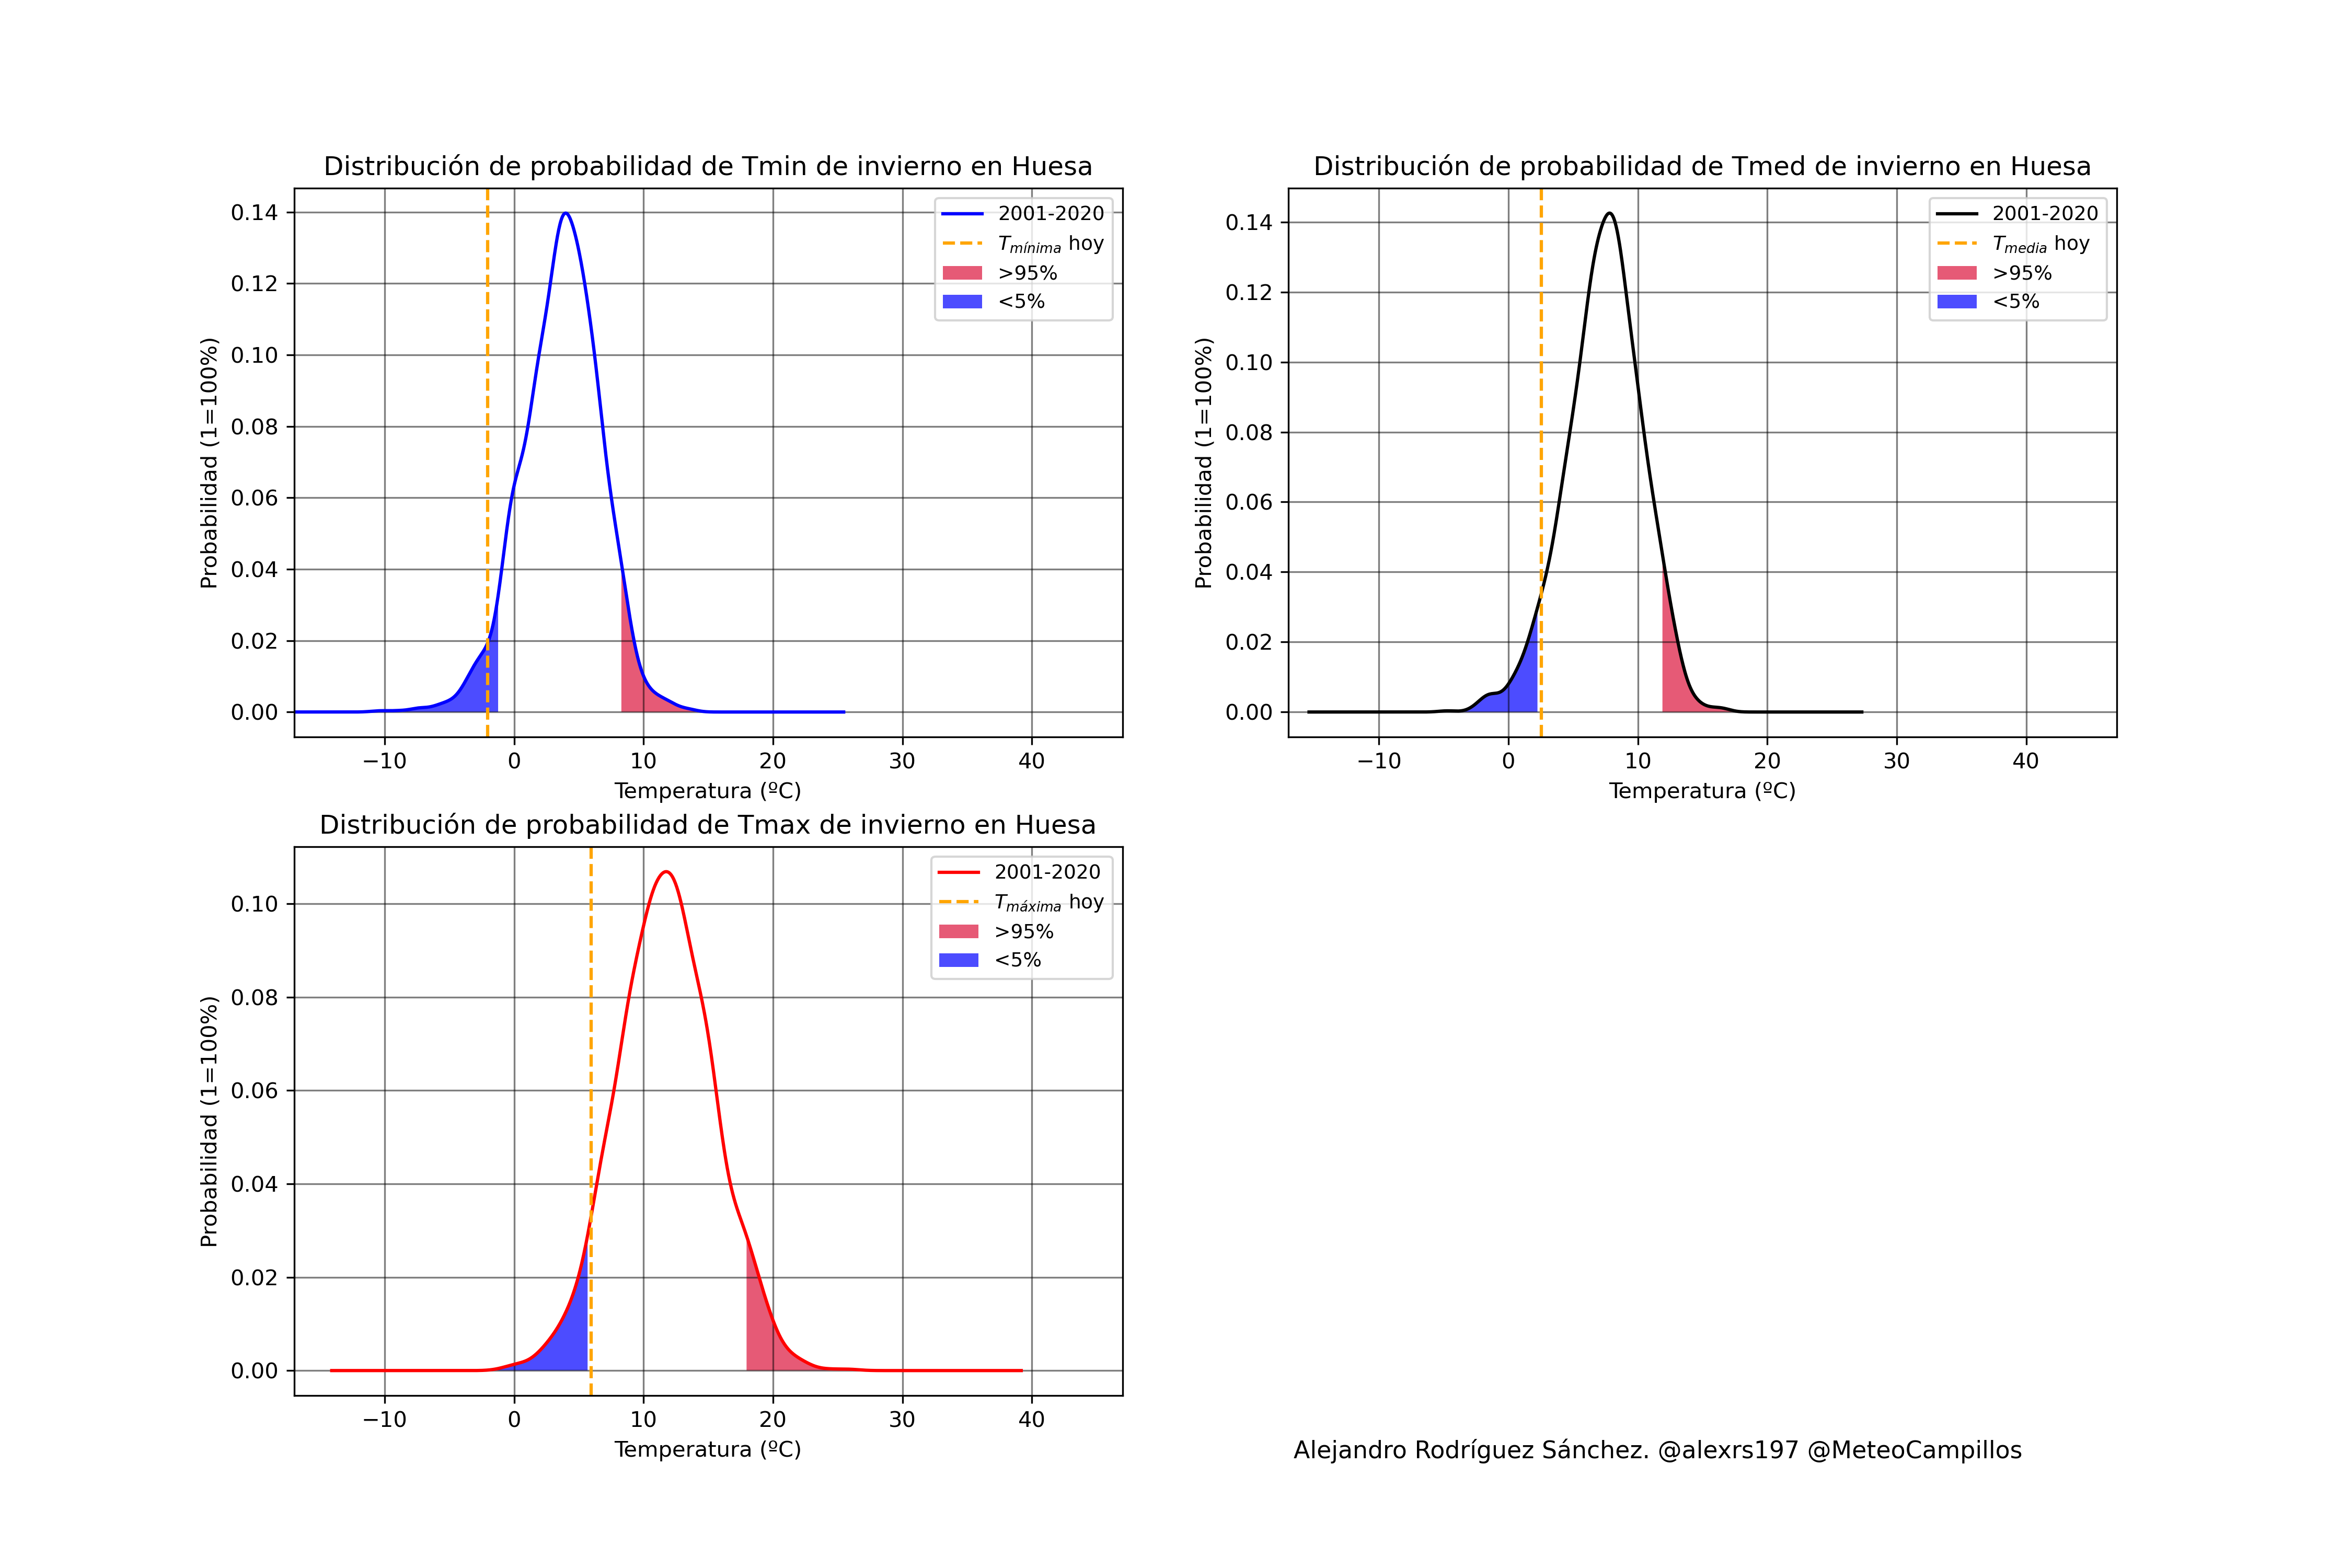 Distribución de probabilidad de Tmin de invierno en Huesa
Probabilidad (1=100%)
0.14
0.12
0.10
0.08
0.06
0.04
0.02
0.00
2001-2020
Tmínima hoy
>95%
<5%
−10 0 10 20 30 40
Temperatura (ºC)
Distribución de probabilidad de Tmed de invierno en Huesa
Probabilidad (1=100%)
0.14
0.12
0.10
0.08
0.06
0.04
0.02
0.00
2001-2020
Tmedia hoy
>95%
<5%
−10 0 10 20 30 40
Temperatura (ºC)
Distribución de probabilidad de Tmax de invierno en Huesa
Probabilidad (1=100%)
0.10
0.08
0.06
0.04
0.02
0.00
2001-2020
Tmáxima hoy
>95%
<5%
−10 0 10 20 30 40
Temperatura (ºC)
Alejandro Rodríguez Sánchez. @alexrs197 @MeteoCampillos